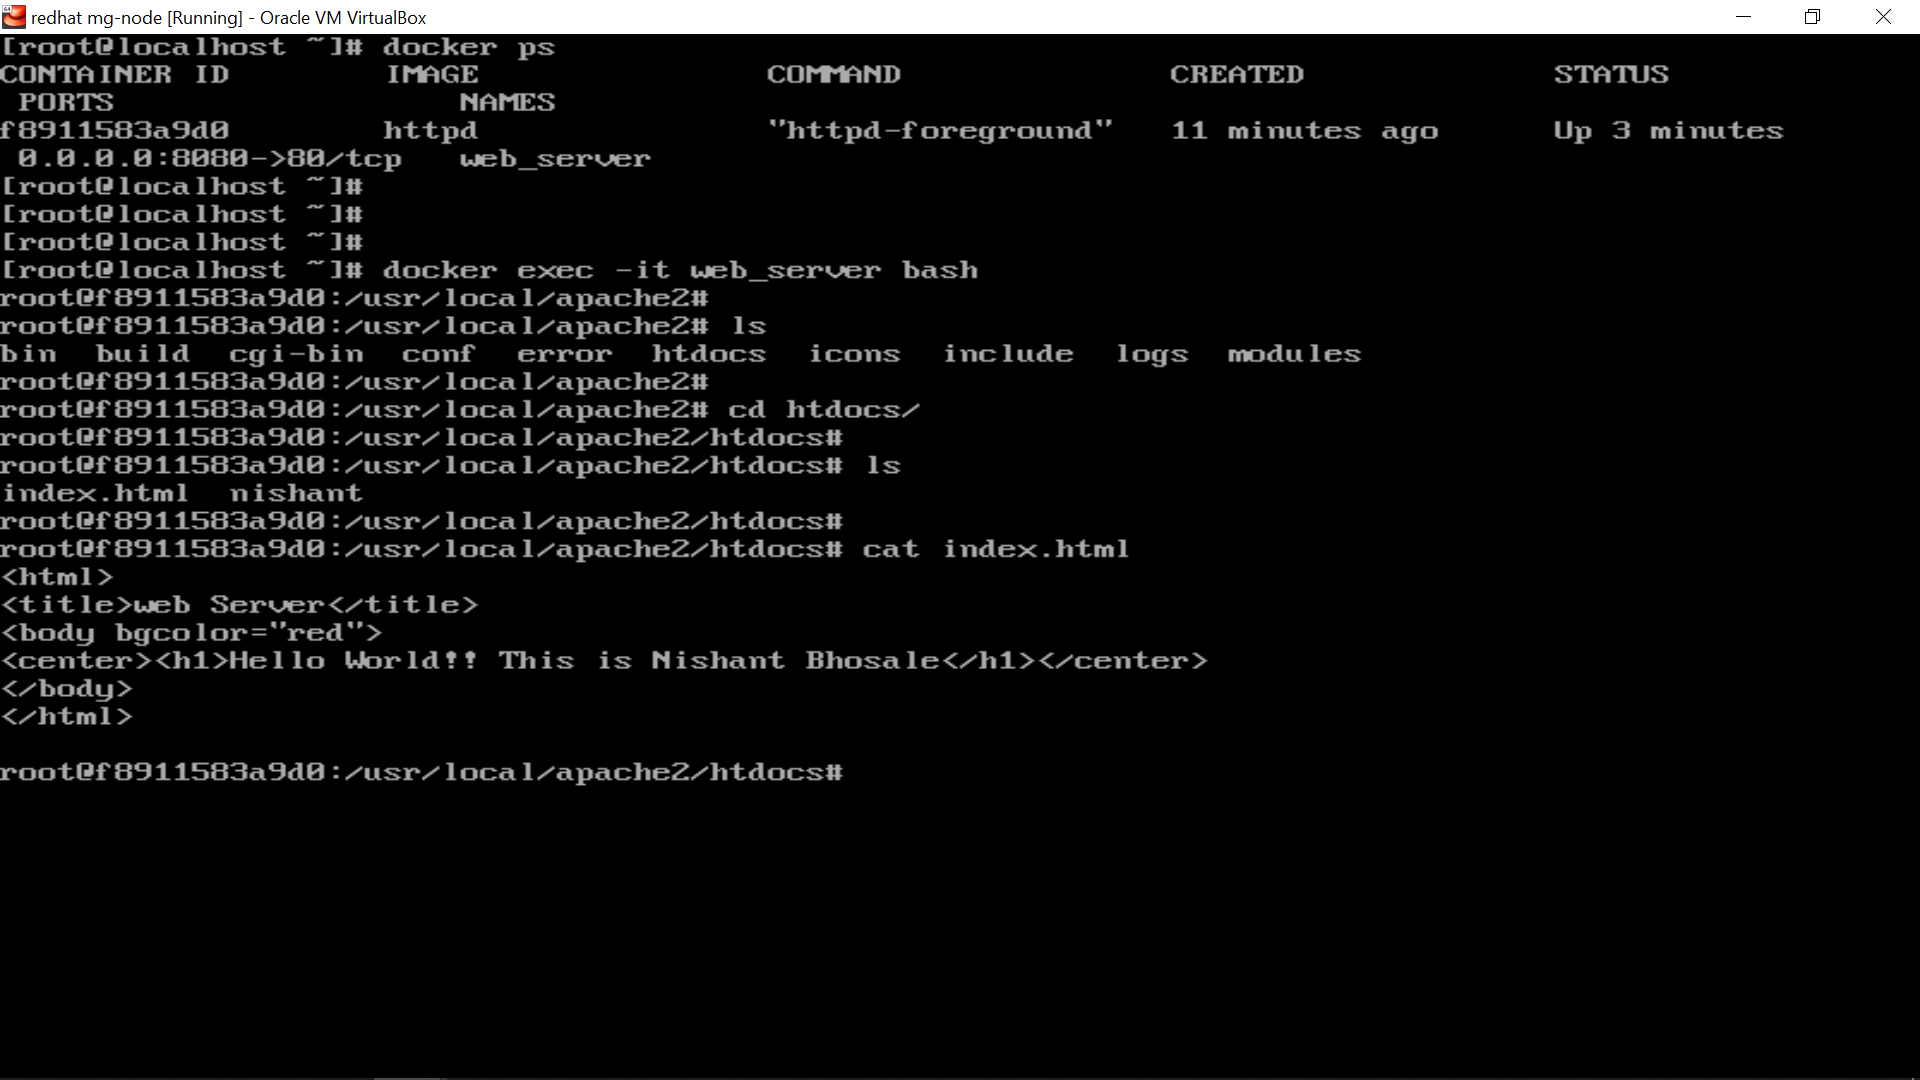 redhat mg-node [Running] - Oracle VM VirtualBox
[root@localhost ~]# docker ps
CONTAINER ID        IMAGE               COMMAND              CREATED             STATUS
 PORTS                  NAMES
f8911583a9d0        httpd               "httpd-foreground"   11 minutes ago      Up 3 minutes
 0.0.0.0:8080->80/tcp   web_server
[root@localhost ~]#
[root@localhost ~]#
[root@localhost ~]#
[root@localhost ~]# docker exec -it web_server bash
root@f8911583a9d0:/usr/local/apache2#
root@f8911583a9d0:/usr/local/apache2# ls
bin  build  cgi-bin  conf  error  htdocs  icons  include  logs  modules
root@f8911583a9d0:/usr/local/apache2#
root@f8911583a9d0:/usr/local/apache2# cd htdocs/
root@f8911583a9d0:/usr/local/apache2/htdocs#
root@f8911583a9d0:/usr/local/apache2/htdocs# ls
index.html  nishant
root@f8911583a9d0:/usr/local/apache2/htdocs#
root@f8911583a9d0:/usr/local/apache2/htdocs# cat index.html
<html>
<title>web Server</title>
<body bgcolor="red">
<center><h1>Hello World!! This is Nishant Bhosale</h1></center>
</body>
</html>
root@f8911583a9d0:/usr/local/apache2/htdocs#